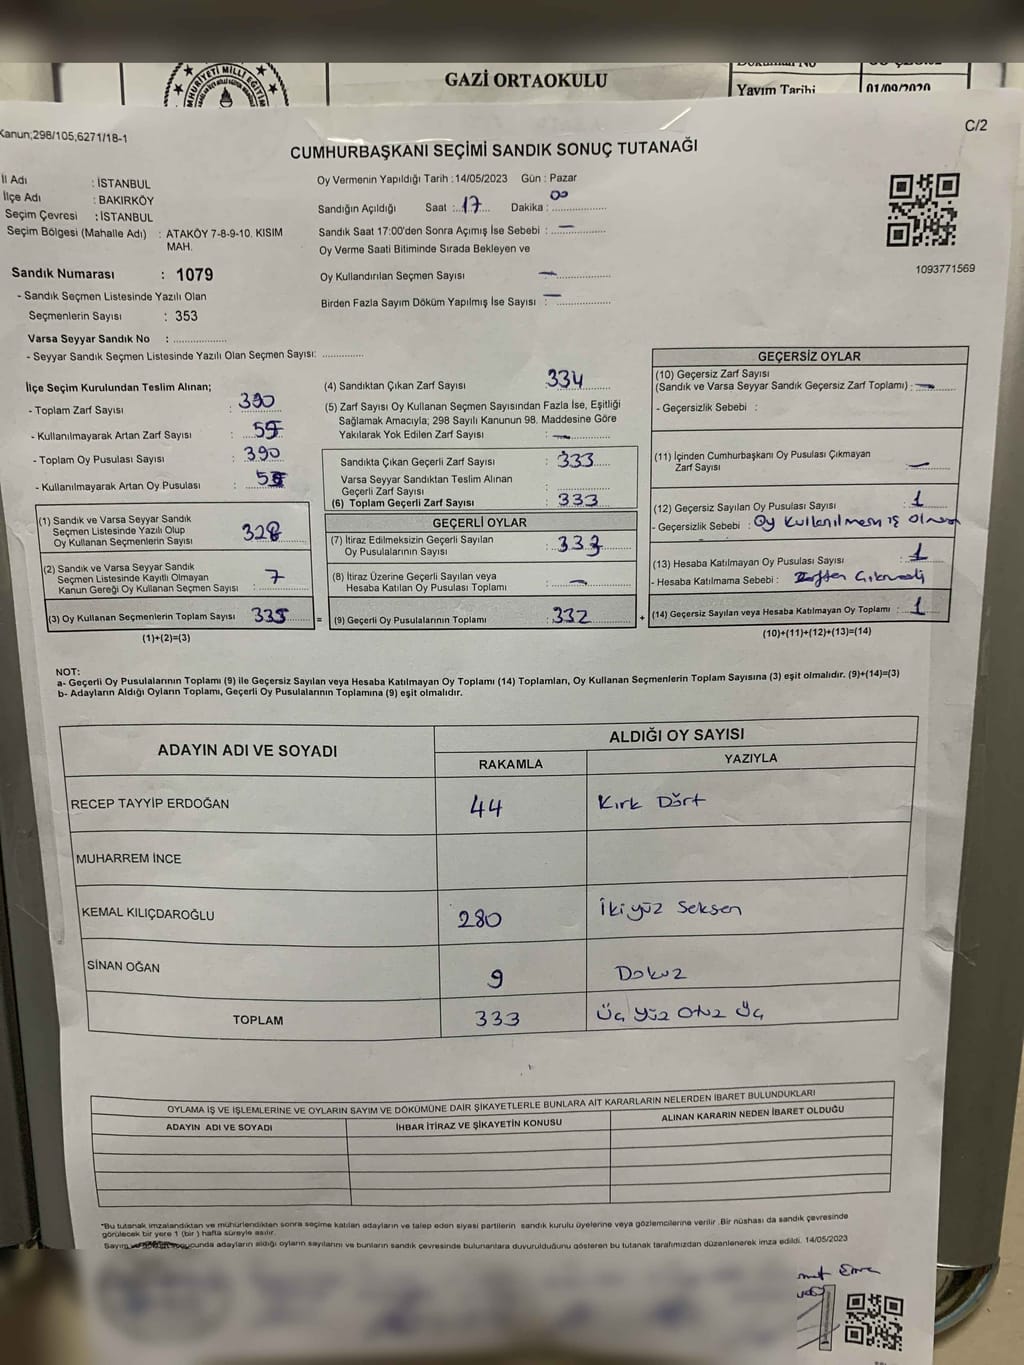 GAZİ ORTAOKULU
Yayım Tarihi 01/09/2020
Kanun;298/105,6271/18-1
C/2
CUMHURBAŞKANI SEÇİMİ SANDIK SONUÇ TUTANAĞI
İl Adı : İSTANBUL
İlçe Adı : BAKIRKÖY
Seçim Çevresi : İSTANBUL
Seçim Bölgesi (Mahalle Adı) : ATAKÖY 7-8-9-10. KISIM MAH.
Sandık Numarası : 1079
- Sandık Seçmen Listesinde Yazılı Olan
Seçmenlerin Sayısı : 353
Varsa Seyyar Sandık No : ..................
- Seyyar Sandık Seçmen Listesinde Yazılı Olan Seçmen Sayısı: ............
Oy Vermenin Yapıldığı Tarih : 14/05/2023 Gün : Pazar
Sandığın Açıldığı Saat : 17 Dakika : 00
Sandık Saat 17:00'den Sonra Açımış İse Sebebi : —
Oy Verme Saati Bitiminde Sırada Bekleyen ve
Oy Kullandırılan Seçmen Sayısı —
Birden Fazla Sayım Döküm Yapılmış İse Sayısı : —
1093771569
İlçe Seçim Kurulundan Teslim Alınan;
- Toplam Zarf Sayısı : 390
- Kullanılmayarak Artan Zarf Sayısı :
- Toplam Oy Pusulası Sayısı : 390
- Kullanılmayarak Artan Oy Pusulası :
(1) Sandık ve Varsa Seyyar Sandık
Seçmen Listesinde Yazılı Olup
Oy Kullanan Seçmenlerin Sayısı 328
(2) Sandık ve Varsa Seyyar Sandık
Seçmen Listesinde Kayıtlı Olmayan
Kanun Gereği Oy Kullanan Seçmen Sayısı : 7
(3) Oy Kullanan Seçmenlerin Toplam Sayısı 335 =
(1)+(2)=(3)
(4) Sandıktan Çıkan Zarf Sayısı 334
(5) Zarf Sayısı Oy Kullanan Seçmen Sayısından Fazla İse, Eşitliği
Sağlamak Amacıyla; 298 Sayılı Kanunun 98. Maddesine Göre
Yakılarak Yok Edilen Zarf Sayısı : —
Sandıkta Çıkan Geçerli Zarf Sayısı : 333
Varsa Seyyar Sandıktan Teslim Alınan
Geçerli Zarf Sayısı :
(6) Toplam Geçerli Zarf Sayısı : 333
GEÇERLİ OYLAR
(7) İtiraz Edilmeksizin Geçerli Sayılan
Oy Pusulalarının Sayısı : 333
(8) İtiraz Üzerine Geçerli Sayılan veya
Hesaba Katılan Oy Pusulası Toplamı : —
(9) Geçerli Oy Pusulalarının Toplamı : 332 +
GEÇERSİZ OYLAR
(10) Geçersiz Zarf Sayısı
(Sandık ve Varsa Seyyar Sandık Geçersiz Zarf Toplamı) : —
- Geçersizlik Sebebi :
(11) İçinden Cumhurbaşkanı Oy Pusulası Çıkmayan
Zarf Sayısı —
(12) Geçersiz Sayılan Oy Pusulası Sayısı : 1
- Geçersizlik Sebebi : Oy kullanılmamış olması
(13) Hesaba Katılmayan Oy Pusulası Sayısı : 1
- Hesaba Katılmama Sebebi : Zarftan Çıkmadı
(14) Geçersiz Sayılan veya Hesaba Katılmayan Oy Toplamı : 1
(10)+(11)+(12)+(13)=(14)
NOT:
a- Geçerli Oy Pusulalarının Toplamı (9) ile Geçersiz Sayılan veya Hesaba Katılmayan Oy Toplamı (14) Toplamları, Oy Kullanan Seçmenlerin Toplam Sayısına (3) eşit olmalıdır. (9)+(14)=(3)
b- Adayların Aldığı Oyların Toplamı, Geçerli Oy Pusulalarının Toplamına (9) eşit olmalıdır.
ADAYIN ADI VE SOYADI
ALDIĞI OY SAYISI
RAKAMLA YAZIYLA
RECEP TAYYİP ERDOĞAN 44 Kırk Dört
MUHARREM İNCE
KEMAL KILIÇDAROĞLU 280 İkiyüz Seksen
SİNAN OĞAN 9 Dokuz
TOPLAM 333 Üç Yüz Otuz Üç
OYLAMA İŞ VE İŞLEMLERİNE VE OYLARIN SAYIM VE DÖKÜMÜNE DAİR ŞİKAYETLERLE BUNLARA AİT KARARLARIN NELERDEN İBARET BULUNDUKLARI
ADAYIN ADI VE SOYADI İHBAR İTİRAZ VE ŞİKAYETİN KONUSU ALINAN KARARIN NEDEN İBARET OLDUĞU
*Bu tutanak imzalandıktan ve mühürlendikten sonra seçime katılan adayların ve talep eden siyasi partilerin sandık kurulu üyelerine veya gözlemcilerine verilir .Bir nüshası da sandık çevresinde
görülecek bir yere 1 (bir ) hafta süreyle asılır.
Sayım sonucunda adayların aldığı oyların sayılarını ve bunların sandık çevresinde bulunanlara duyurulduğunu gösteren bu tutanak tarafımızdan düzenlenerek imza edildi. 14/05/2023